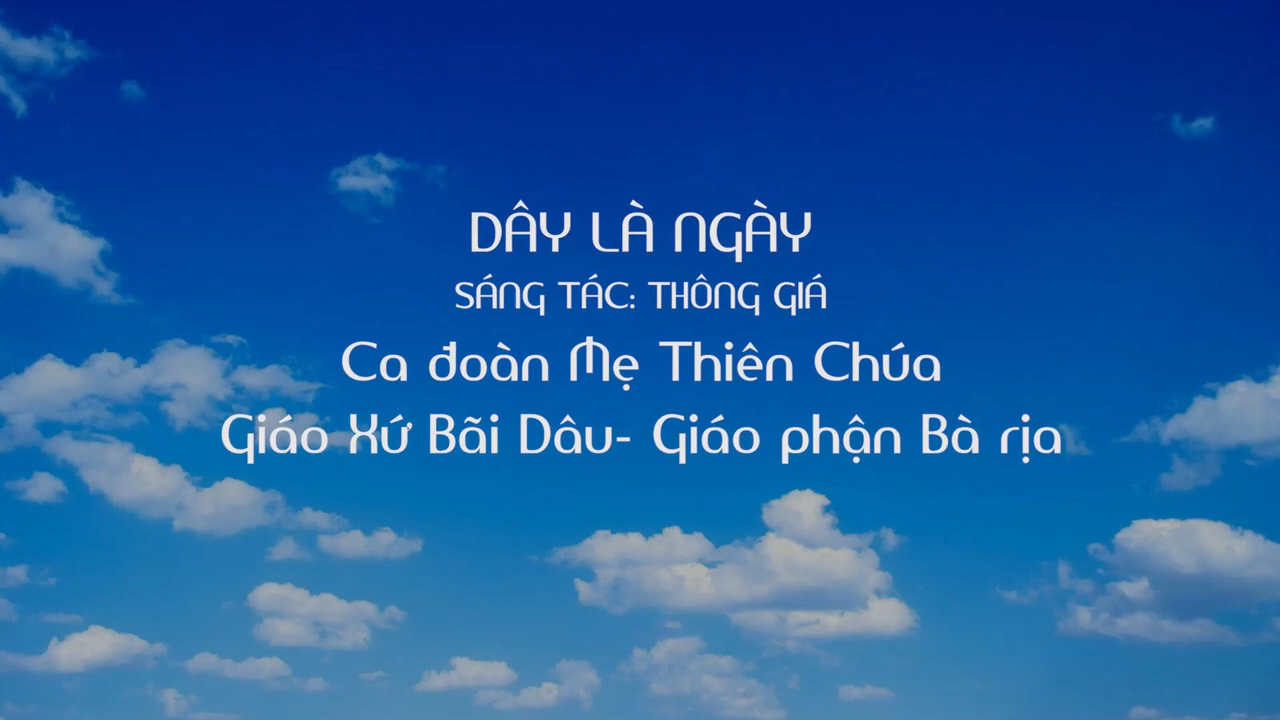 DÂY LÀ NGÀY
SÁNG TÁC: THÔNG GIÁ
Ca đoàn Mẹ Thiên Chúa
Giáo Xứ Bãi Dâu- Giáo phận Bà rịa